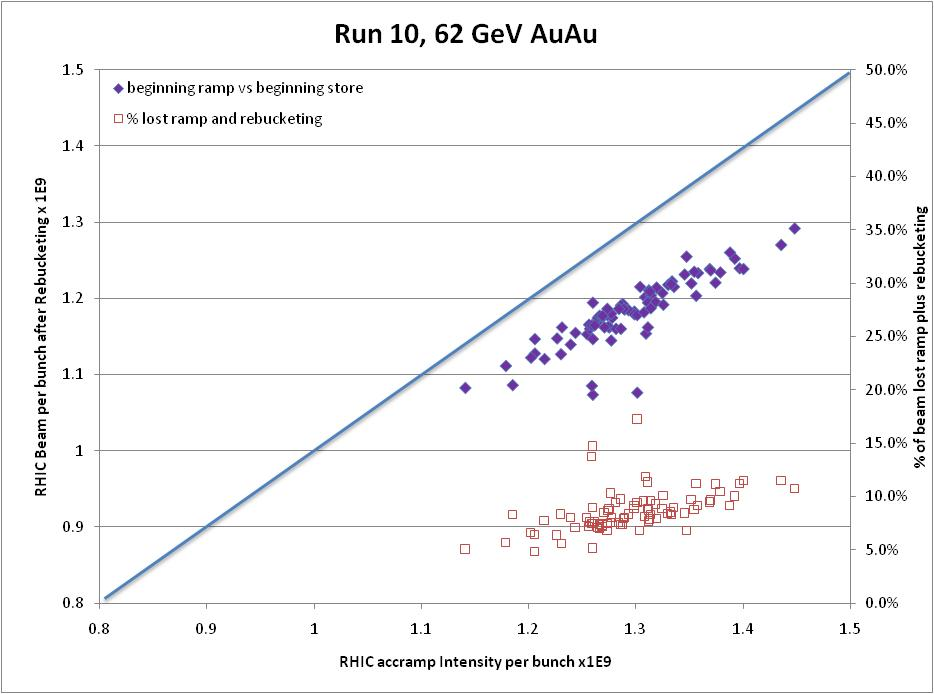 Run 10, 62 GeV AuAu
beginning ramp vs beginning store
% lost ramp and rebucketing
RHIC Beam per bunch after Rebucketing x 1E9
1.5
1.4
1.3
1.2
1.1
1
0.9
0.8
50.0%
45.0%
40.0%
35.0%
30.0%
25.0%
20.0%
15.0%
10.0%
5.0%
0.0%
% of beam lost ramp plus rebucketing
0.8 0.9 1 1.1 1.2 1.3 1.4 1.5
RHIC accramp Intensity per bunch x1E9